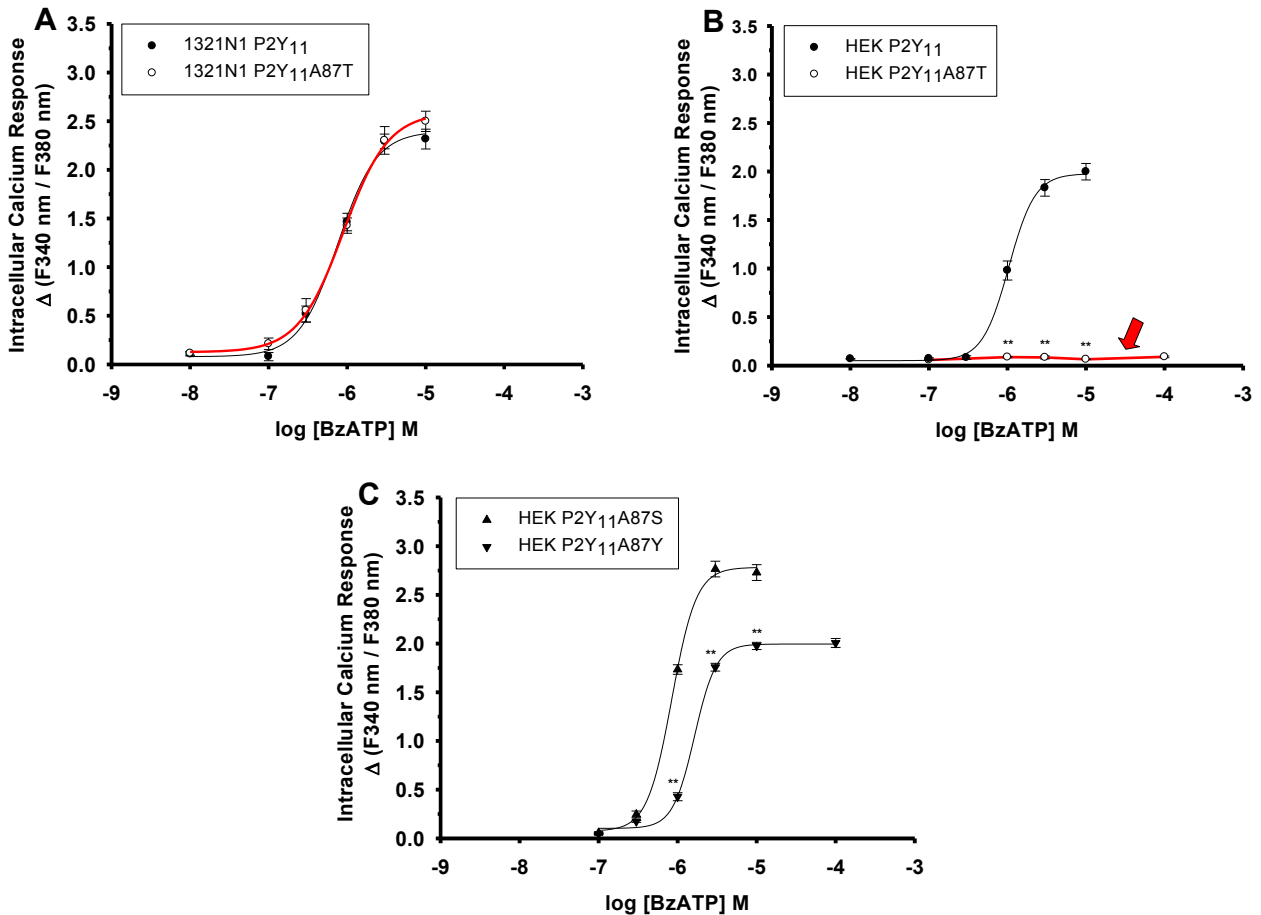 A
1321N1 P2Y11
1321N1 P2Y11A87T
Intracellular Calcium Response
Δ (F340 nm / F380 nm)
3.5
3.0
2.5
2.0
1.5
1.0
0.5
0.0
-9 -8 -7 -6 -5 -4 -3
log [BzATP] M
B
HEK P2Y11
HEK P2Y11A87T
Intracellular Calcium Response
Δ (F340 nm / F380 nm)
3.5
3.0
2.5
2.0
1.5
1.0
0.5
0.0
** ** **
-9 -8 -7 -6 -5 -4 -3
log [BzATP] M
C
HEK P2Y11A87S
HEK P2Y11A87Y
Intracellular Calcium Response
Δ (F340 nm / F380 nm)
3.5
3.0
2.5
2.0
1.5
1.0
0.5
0.0
**
**
**
-9 -8 -7 -6 -5 -4 -3
log [BzATP] M